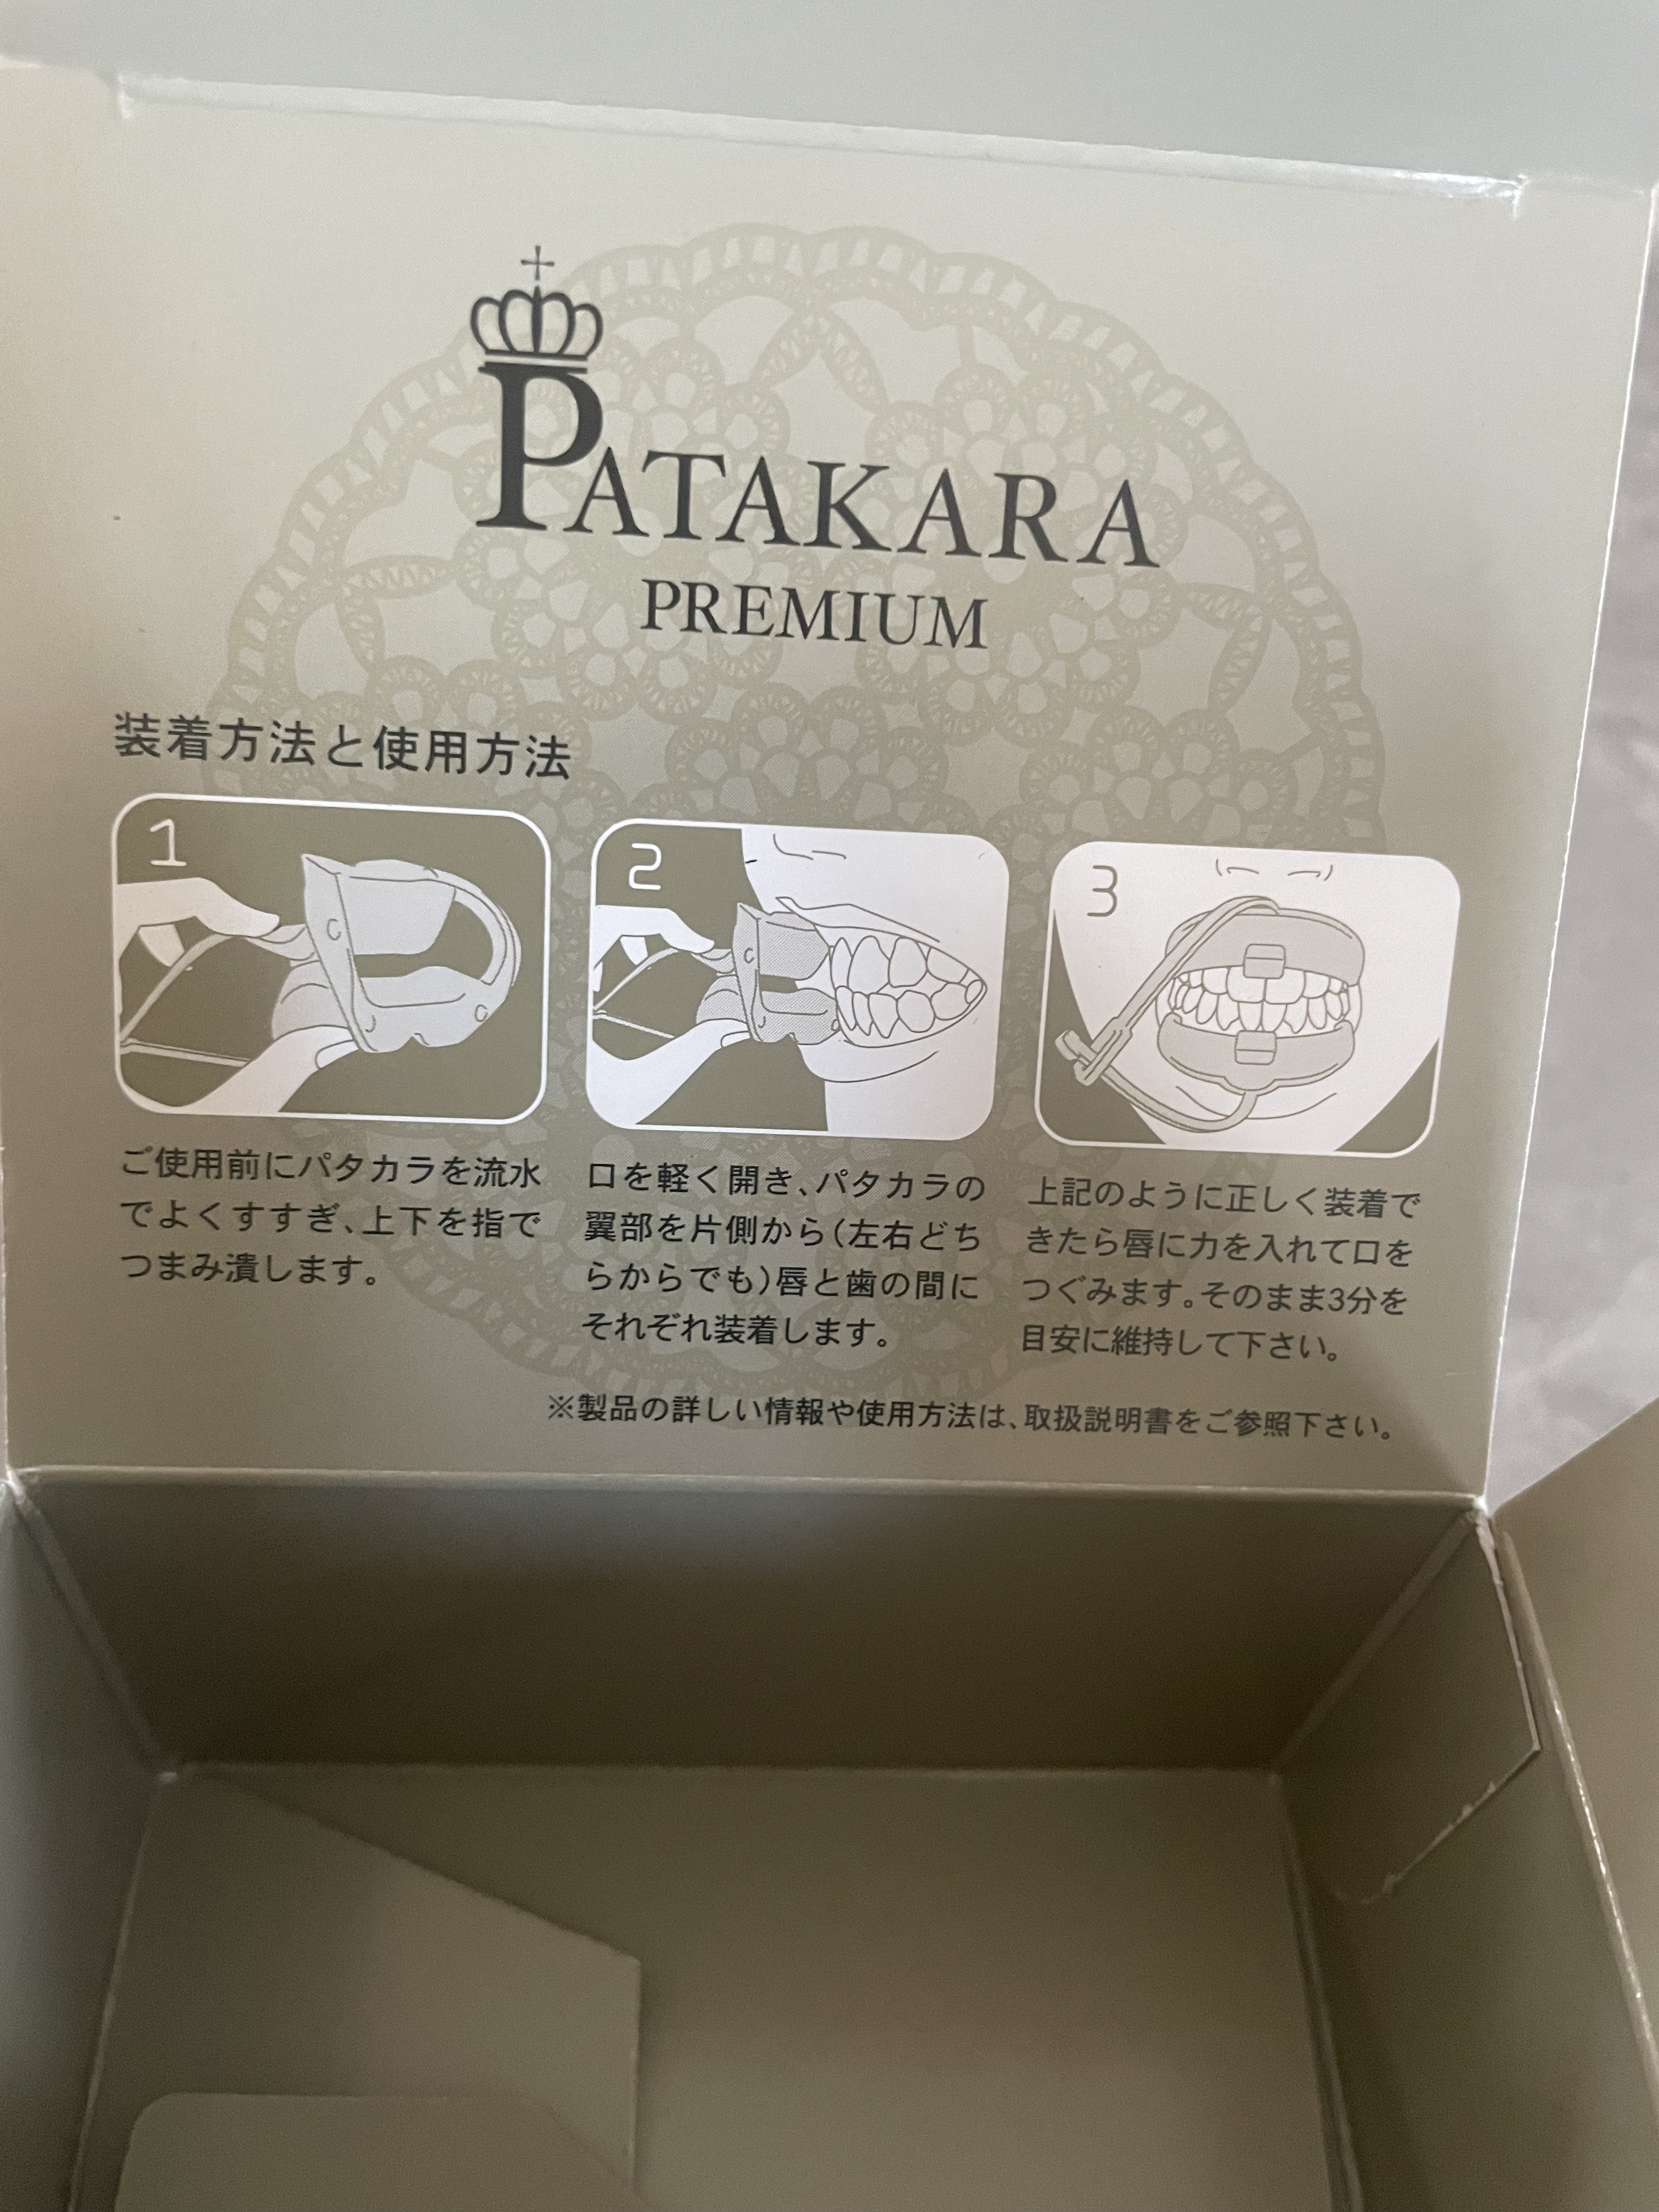 PATAKARA
PREMIUM
装着方法と使用方法
1
ご使用前にパタカラを流水
でよくすすぎ、上下を指で
つまみ潰します。
2
口を軽く開き、パタカラの
翼部を片側から(左右どち
らからでも)唇と歯の間に
それぞれ装着します。
3
上記のように正しく装着で
きたら唇に力を入れて口を
つぐみます。そのまま3分を
目安に維持して下さい。
※製品の詳しい情報や使用方法は、取扱説明書をご参照下さい。